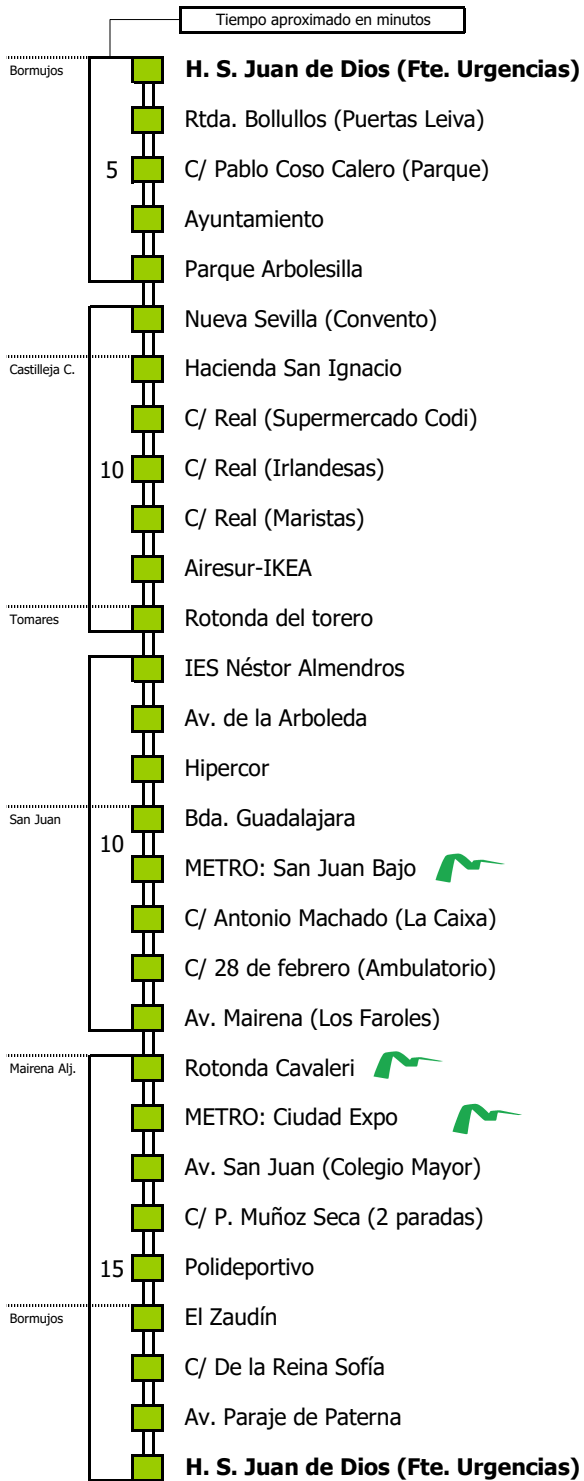 Tiempo aproximado en minutos
Bormujos
H. S. Juan de Dios (Fte. Urgencias)
Rtda. Bollullos (Puertas Leiva)
5
C/ Pablo Coso Calero (Parque)
Ayuntamiento
Parque Arbolesilla
Nueva Sevilla (Convento)
Castilleja C.
Hacienda San Ignacio
C/ Real (Supermercado Codi)
10
C/ Real (Irlandesas)
C/ Real (Maristas)
Airesur-IKEA
Tomares
Rotonda del torero
IES Néstor Almendros
Av. de la Arboleda
Hipercor
San Juan
Bda. Guadalajara
10
METRO: San Juan Bajo
C/ Antonio Machado (La Caixa)
C/ 28 de febrero (Ambulatorio)
Av. Mairena (Los Faroles)
Mairena Alj.
Rotonda Cavaleri
METRO: Ciudad Expo
Av. San Juan (Colegio Mayor)
C/ P. Muñoz Seca (2 paradas)
15
Polideportivo
Bormujos
El Zaudín
C/ De la Reina Sofía
Av. Paraje de Paterna
H. S. Juan de Dios (Fte. Urgencias)